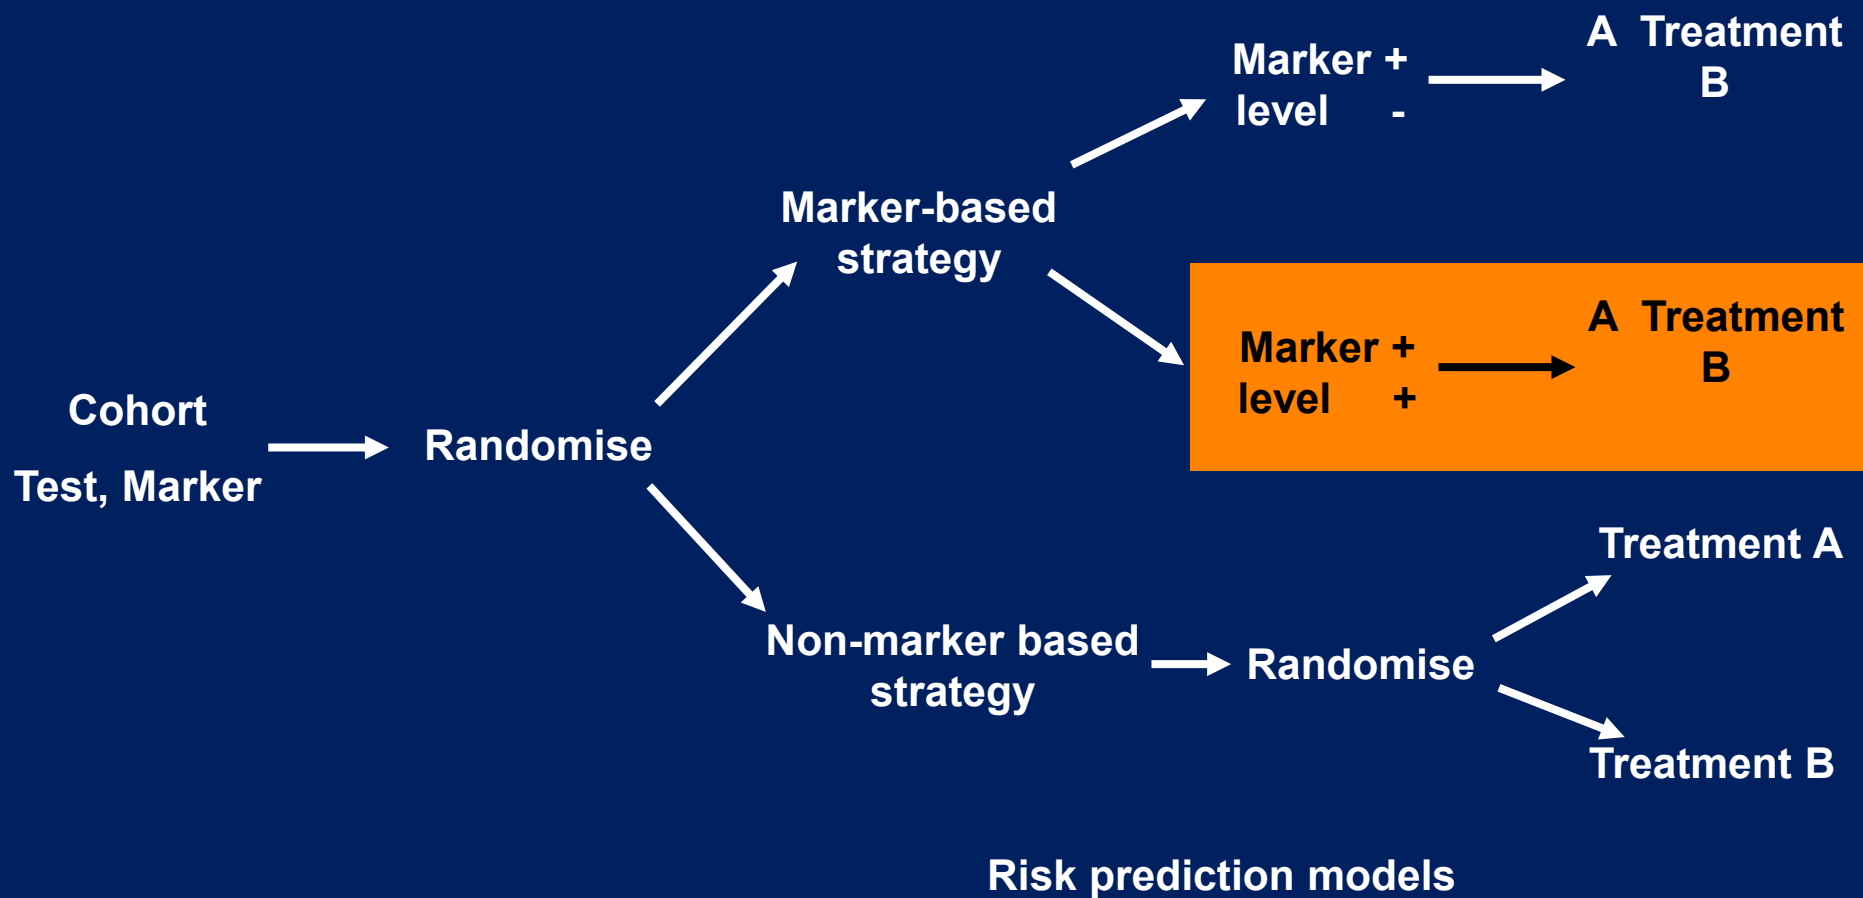 A Treatment
B
Marker +
level -
Marker-based
strategy
A Treatment
B
Marker +
level +
Cohort
Test, Marker
Randomise
Treatment A
Non-marker based
strategy
Randomise
Treatment B
Risk prediction models